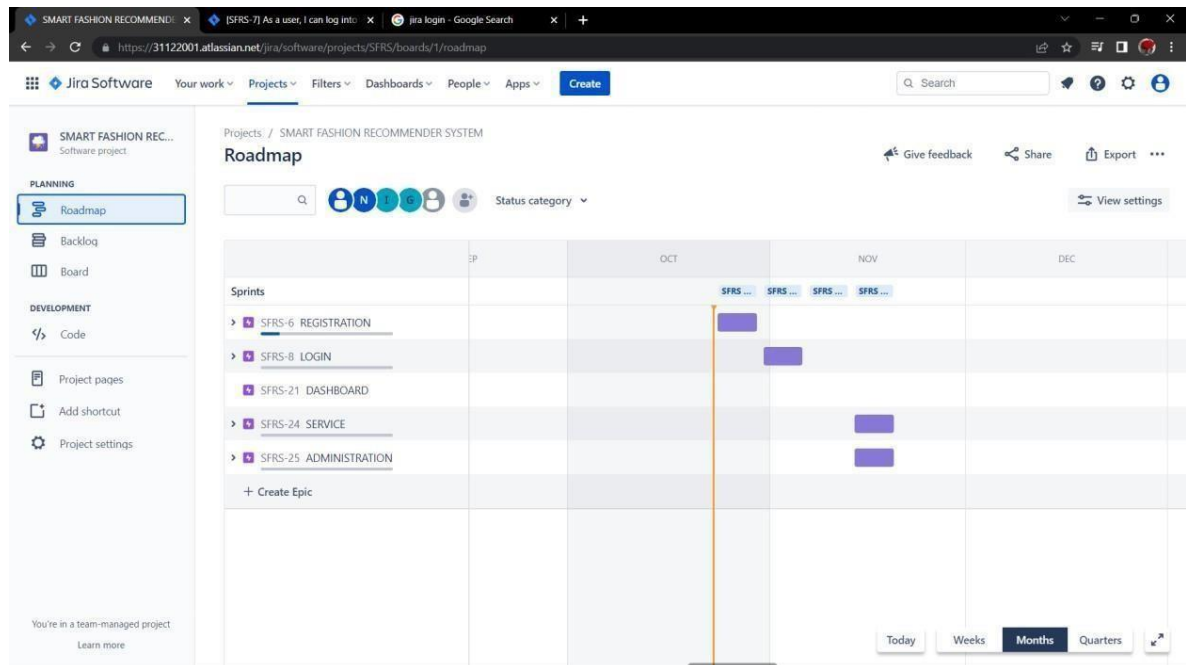 SMART FASHION RECOMMENDE
[SFRS-7] As a user, I can log into
jira login - Google Search
https://31122001.atlassian.net/jira/software/projects/SFRS/boards/1/roadmap
Jira Software
Your work
Projects
Filters
Dashboards
People
Apps
Create
Search
SMART FASHION REC...
Software project
Projects / SMART FASHION RECOMMENDER SYSTEM
Roadmap
Give feedback
Share
Export
PLANNING
Roadmap
N
I
G
Status category
View settings
Backlog
Board
DEVELOPMENT
Code
Project pages
Add shortcut
Project settings
EP
OCT
NOV
DEC
Sprints
SFRS ...
SFRS ...
SFRS ...
SFRS ...
SFRS-6 REGISTRATION
SFRS-8 LOGIN
SFRS-21 DASHBOARD
SFRS-24 SERVICE
SFRS-25 ADMINISTRATION
+ Create Epic
You're in a team-managed project
Learn more
Today
Weeks
Months
Quarters